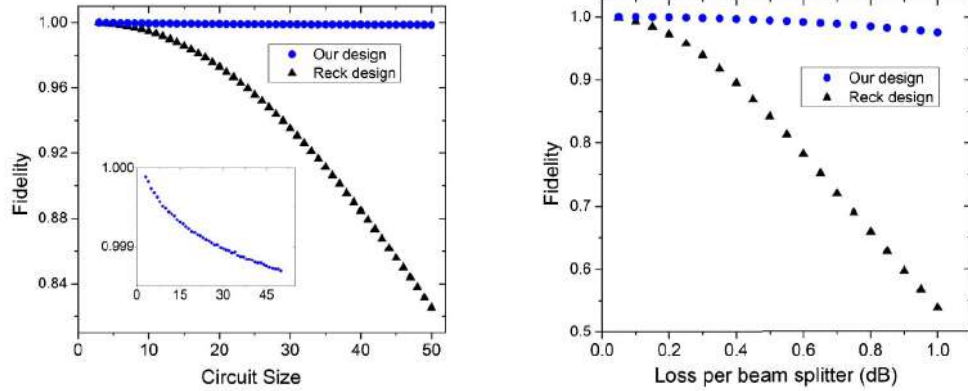 1.00
0.96
0.92
0.88
0.84
Fidelity
Our design
Reck design
1.000
0.999
0 15 30 45
0 10 20 30 40 50
Circuit Size
1.0
0.9
0.8
0.7
0.6
0.5
Fidelity
Our design
Reck design
0.0 0.2 0.4 0.6 0.8 1.0
Loss per beam splitter (dB)